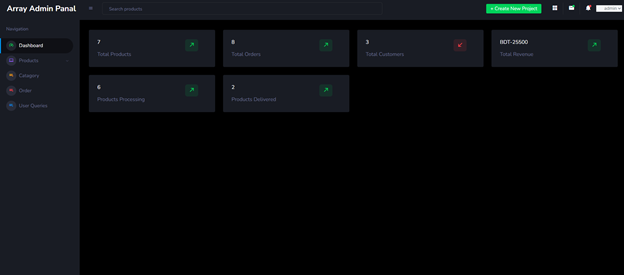 Array Admin Panal
Search products
+ Create New Project
admin
Navigation
Dashboard
Products
Category
Order
User Queries
7
Total Products
8
Total Orders
3
Total Customers
BDT-25500
Total Revenue
6
Products Processing
2
Products Delivered